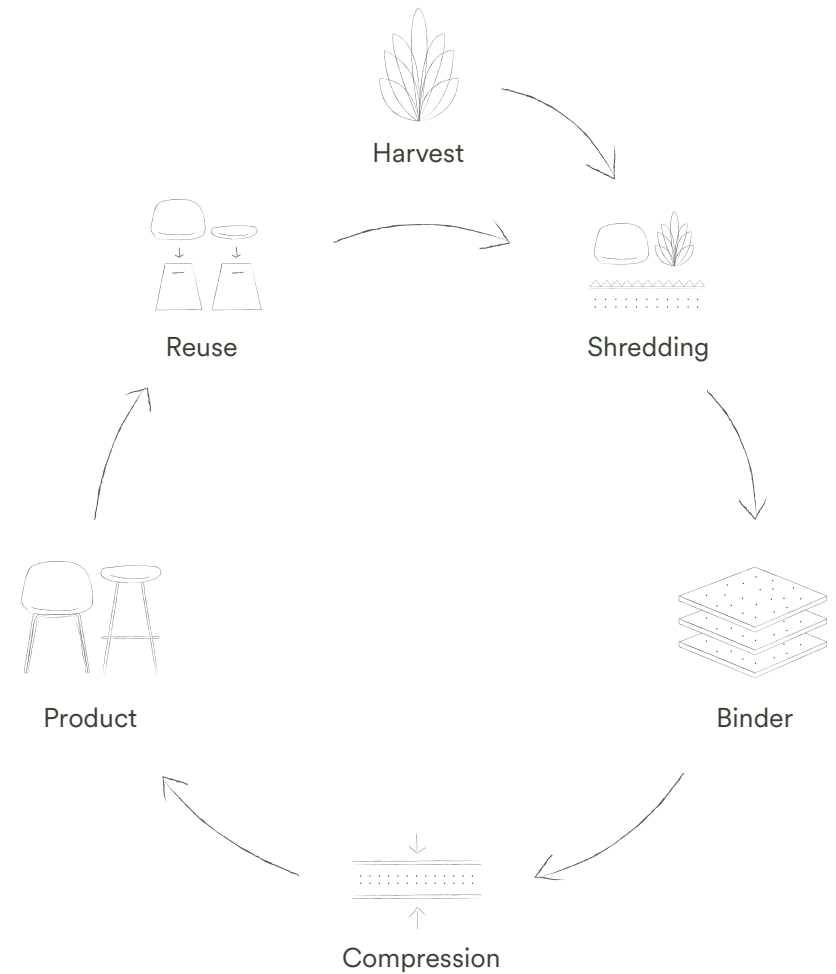 Harvest
Reuse
Shredding
Product
Binder
Compression